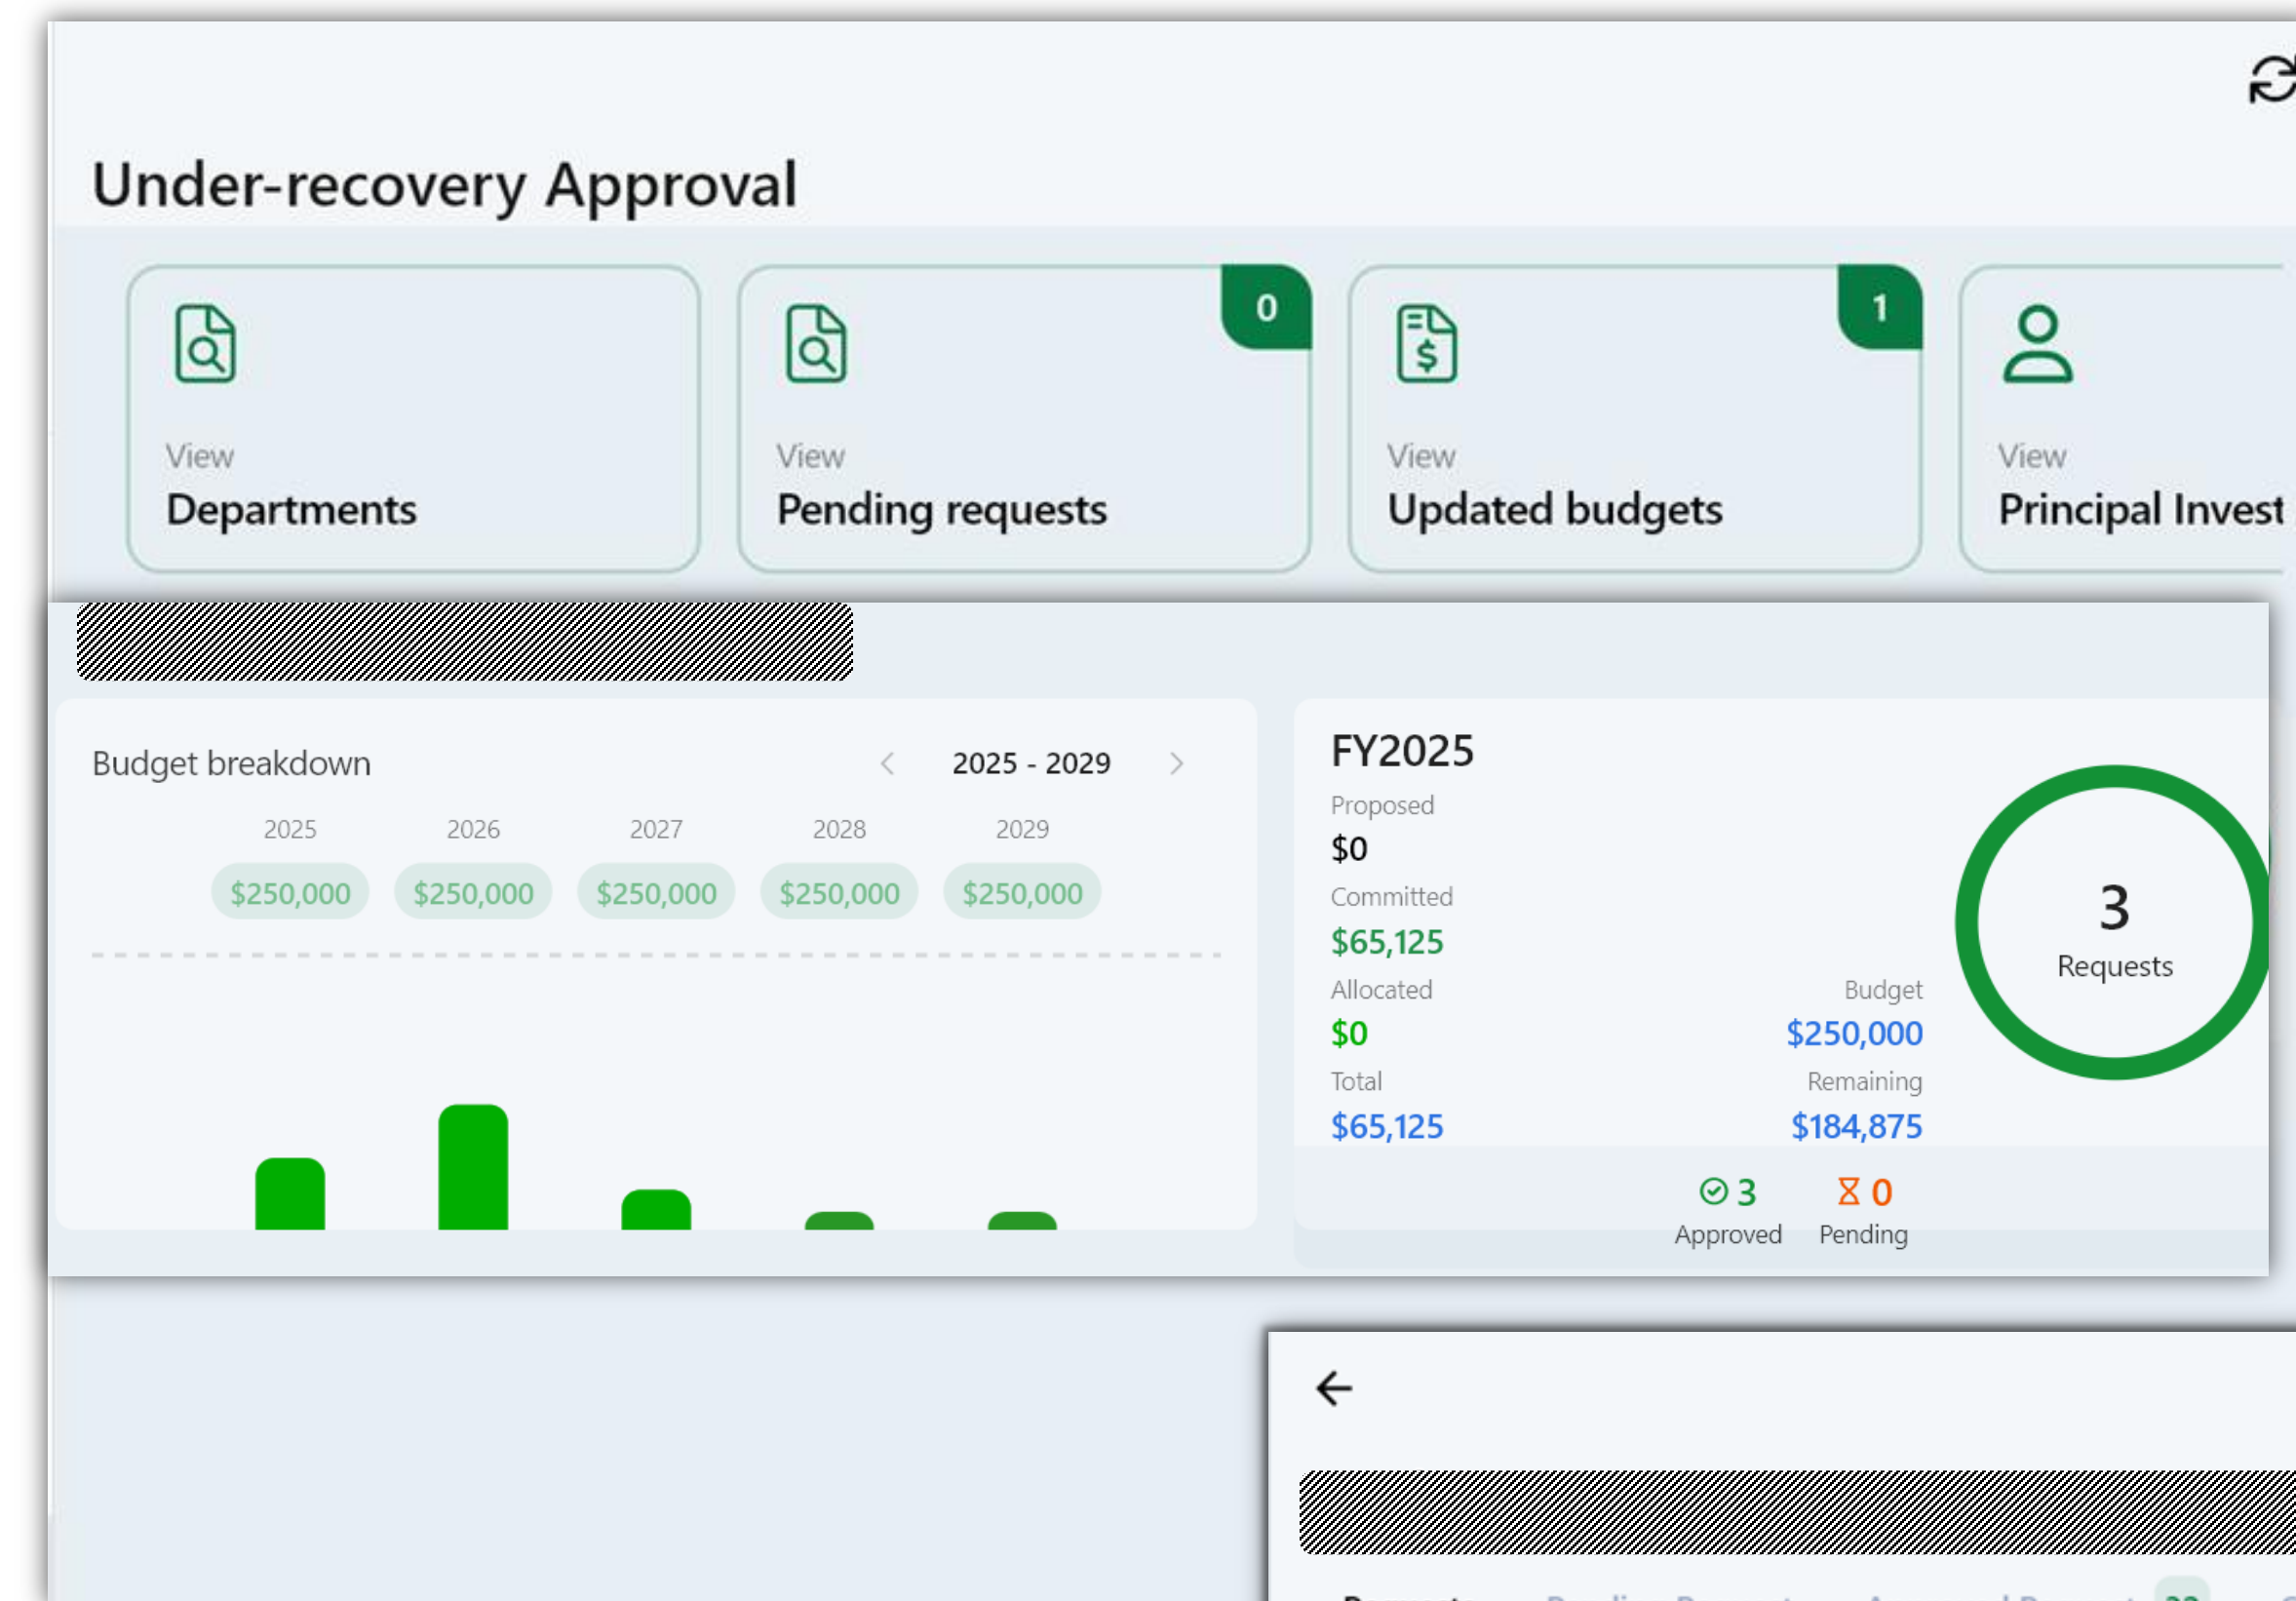 Under-recovery Approval
0
1
View
Departments
View
Pending requests
View
Updated budgets
View
Principal Invest
Budget breakdown
2025 - 2029
2025 2026 2027 2028 2029
$250,000 $250,000 $250,000 $250,000 $250,000
FY2025
Proposed
$0
Committed
$65,125
Allocated
$0
Total
$65,125
Budget
$250,000
Remaining
$184,875
3
Requests
3
Approved
0
Pending